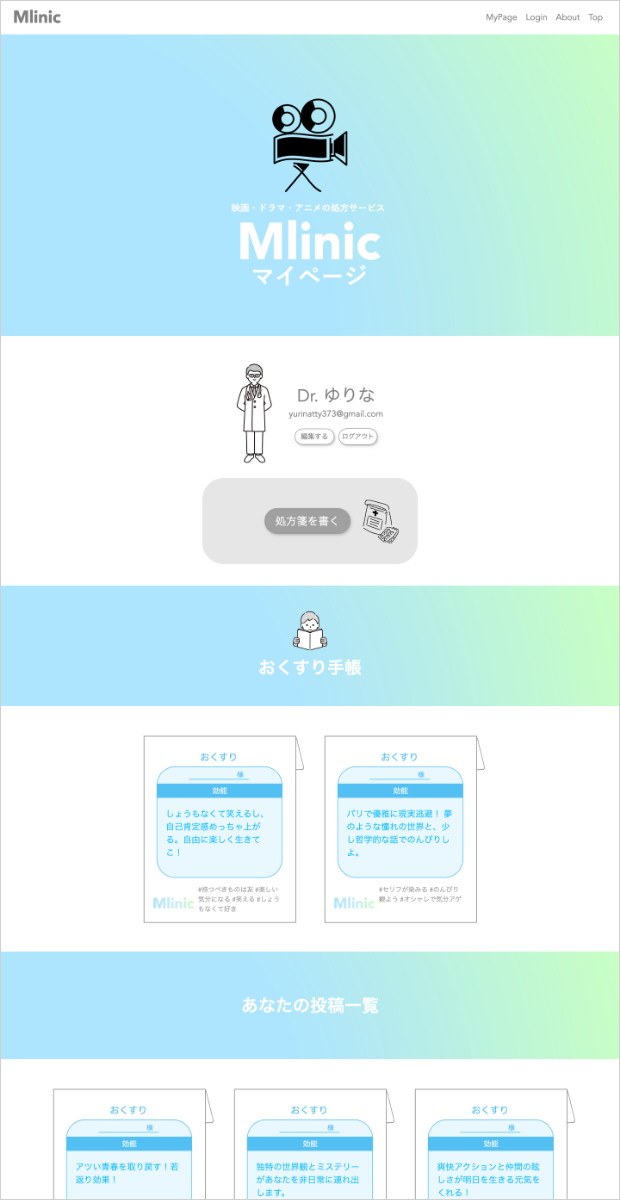 Mlinic
MyPage Login About Top
映画・ドラマ・アニメの処方サービス
Mlinic
マイページ
Dr. ゆりな
yurinatty373@gmail.com
編集する ログアウト
処方箋を書く
おくすり手帳
おくすり
様
効能
しょうもなくて笑えるし、
自己肯定感めっちゃ上が
る。自由に楽しく生きて
こ！
#持つべきものは友 #楽しい
気分になる #笑える #しょう
もなくて好き
Mlinic
おくすり
様
効能
パリで優雅に現実逃避！ 夢
のような憧れの世界と、少
し哲学的な話でのんびりし
よ。
#セリフが染みる #のんびり
観よう #オシャレで気分アゲ
Mlinic
あなたの投稿一覧
おくすり
様
効能
アツい青春を取り戻す！若
返り効果！
おくすり
様
効能
独特の世界観とミステリー
があなたを非日常に連れ出
します。
おくすり
様
効能
爽快アクションと仲間の眩
しさが明日を生きる元気を
くれる！